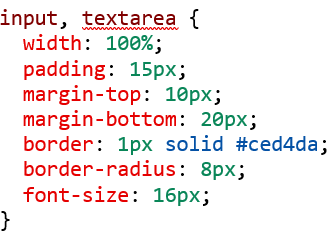 input, textarea {
  width: 100%;
  padding: 15px;
  margin-top: 10px;
  margin-bottom: 20px;
  border: 1px solid #ced4da;
  border-radius: 8px;
  font-size: 16px;
}